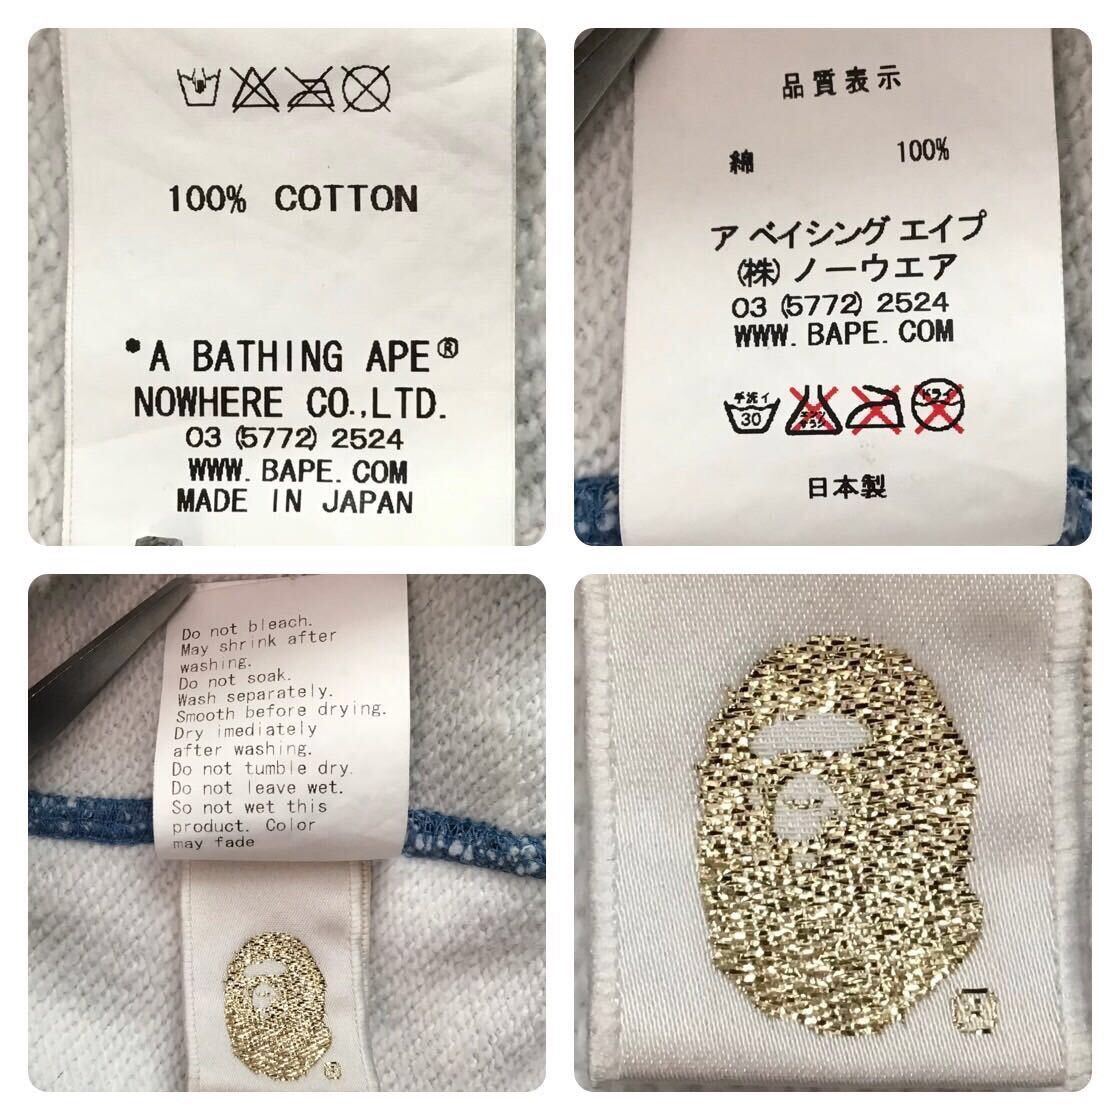 100% COTTON
*A BATHING APE®
NOWHERE CO.,LTD.
03 (5772) 2524
WWW. BAPE. COM
MADE IN JAPAN
品質表示
綿 100%
ア ベイシング エイプ
(株) ノーウエア
03 (5772) 2524
WWW. BAPE. COM
手洗イ
30
ドライ
日本製
Do not bleach.
May shrink after
washing.
Do not soak.
Wash separately.
Smooth before drying.
Dry imediately
after washing.
Do not tumble dry.
Do not leave wet.
So not wet this
product. Color
may fade
®
®